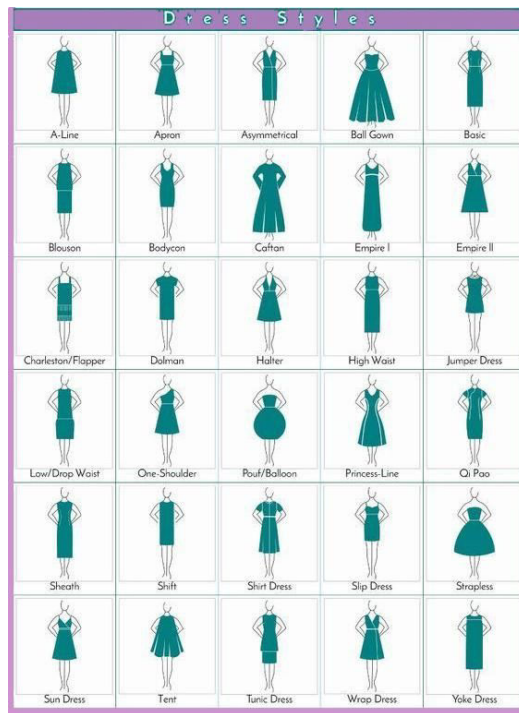 Dress Styles
A-Line
Apron
Asymmetrical
Ball Gown
Basic
Blouson
Bodycon
Caftan
Empire I
Empire II
Charleston/Flapper
Dolman
Halter
High Waist
Jumper Dress
Low/Drop Waist
One-Shoulder
Pouf/Balloon
Princess-Line
Qi Pao
Sheath
Shift
Shirt Dress
Slip Dress
Strapless
Sun Dress
Tent
Tunic Dress
Wrap Dress
Yoke Dress